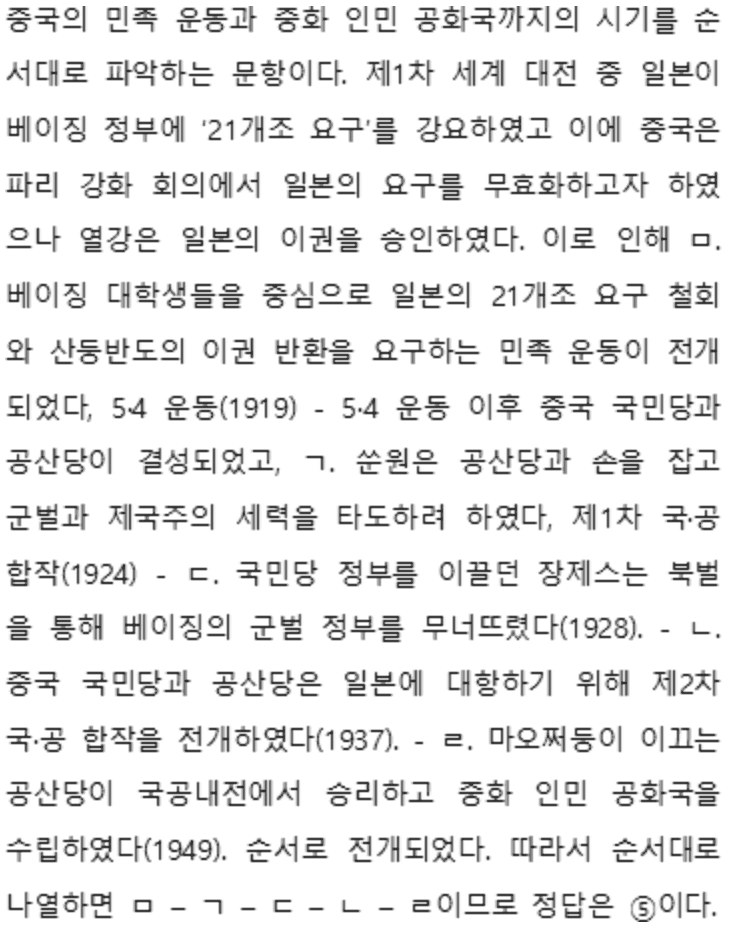 중국의 민족 운동과 중화 인민 공화국까지의 시기를 순
서대로 파악하는 문항이다. 제1차 세계 대전 중 일본이
베이징 정부에 '21개조 요구'를 강요하였고 이에 중국은
파리 강화 회의에서 일본의 요구를 무효화하고자 하였
으나 열강은 일본의 이권을 승인하였다. 이로 인해 ㅁ.
베이징 대학생들을 중심으로 일본의 21개조 요구 철회
와 산둥반도의 이권 반환을 요구하는 민족 운동이 전개
되었다, 5·4 운동(1919) - 5·4 운동 이후 중국 국민당과
공산당이 결성되었고, ㄱ. 쑨원은 공산당과 손을 잡고
군벌과 제국주의 세력을 타도하려 하였다, 제1차 국·공
합작(1924) - ㄷ. 국민당 정부를 이끌던 장제스는 북벌
을 통해 베이징의 군벌 정부를 무너뜨렸다(1928). - ㄴ.
중국 국민당과 공산당은 일본에 대항하기 위해 제2차
국·공 합작을 전개하였다(1937). - ㄹ. 마오쩌둥이 이끄는
공산당이 국공내전에서 승리하고 중화 인민 공화국을
수립하였다(1949). 순서로 전개되었다. 따라서 순서대로
나열하면 ㅁ – ㄱ – ㄷ – ㄴ – ㄹ이므로 정답은 ⑤이다.